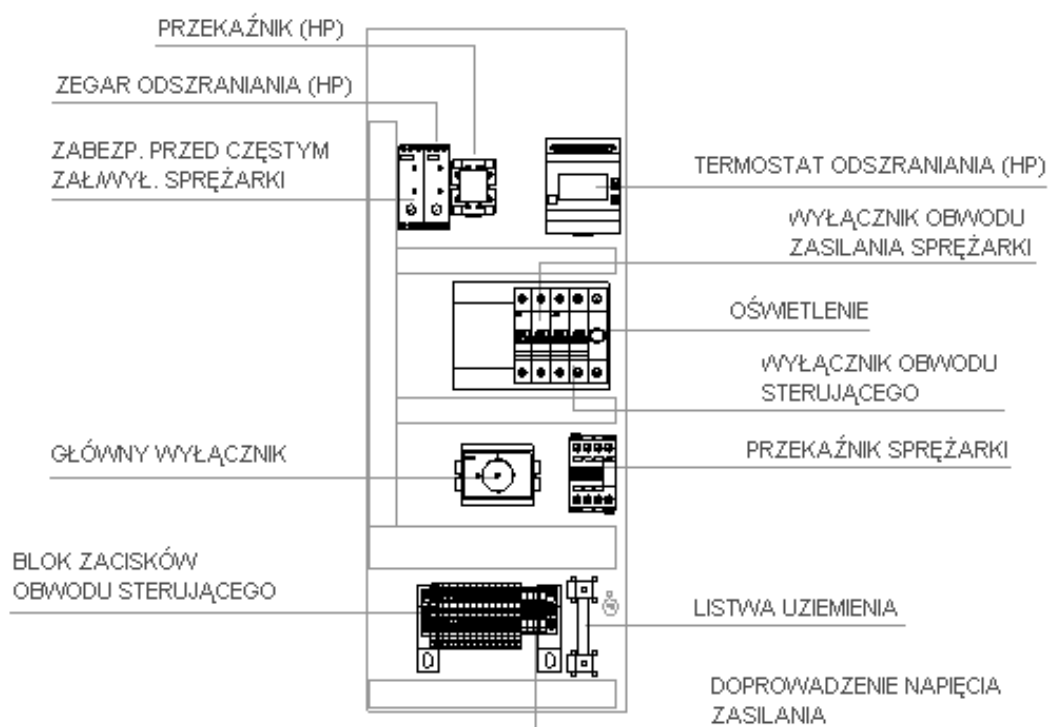 PRZEKAŹNIK (HP)
ZEGAR ODSZRANIANIA (HP)
ZABEZP. PRZED CZĘSTYM
ZAŁ/WYŁ. SPRĘŻARKI
TERMOSTAT ODSZRANIANIA (HP)
WYŁĄCZNIK OBWODU
ZASILANIA SPRĘŻARKI
OŚWIETLENIE
WYŁĄCZNIK OBWODU
STERUJĄCEGO
GŁÓWNY WYŁĄCZNIK
PRZEKAŹNIK SPRĘŻARKI
BLOK ZACISKÓW
OBWODU STERUJĄCEGO
LISTWA UZIEMIENIA
DOPROWADZENIE NAPIĘCIA
ZASILANIA